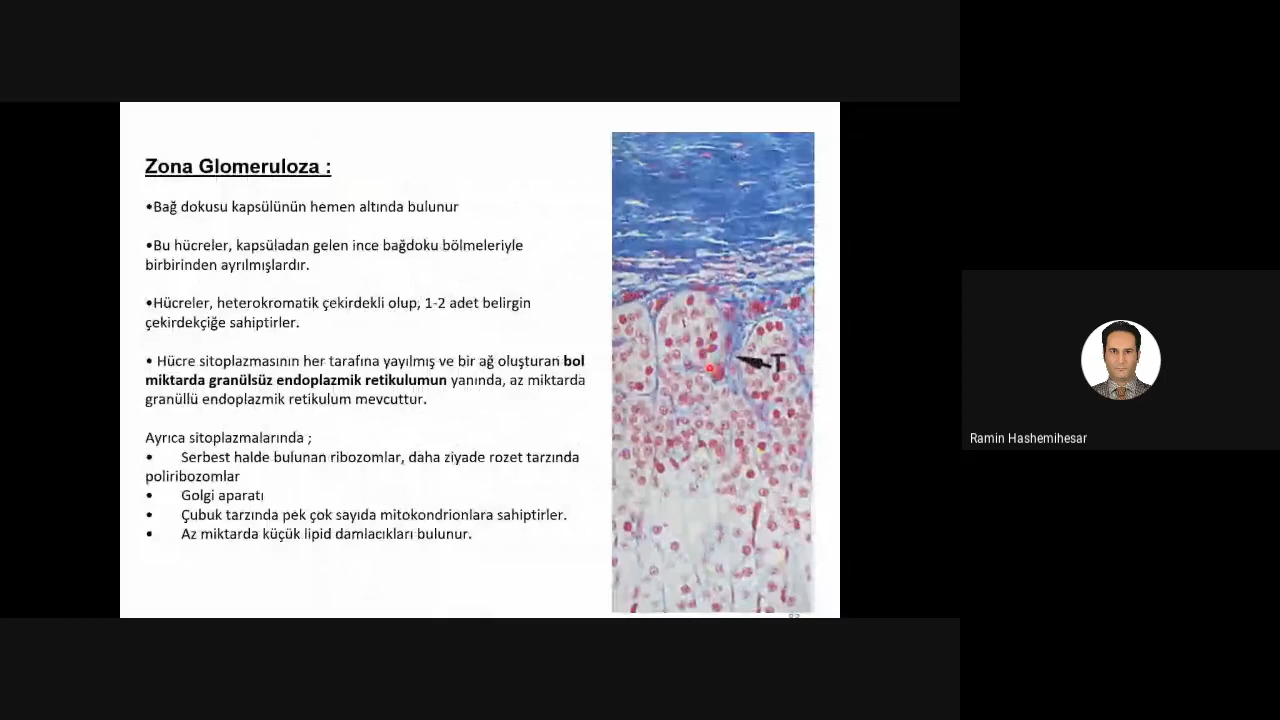 Zona Glomeruloza :
•Bağ dokusu kapsülünün hemen altında bulunur
•Bu hücreler, kapsüladan gelen ince bağdoku bölmeleriyle
birbirinden ayrılmışlardır.
•Hücreler, heterokromatik çekirdekli olup, 1-2 adet belirgin
çekirdekçiğe sahiptirler.
• Hücre sitoplazmasının her tarafına yayılmış ve bir ağ oluşturan bol
miktarda granülsüz endoplazmik retikulumun yanında, az miktarda
granüllü endoplazmik retikulum mevcuttur.
Ayrıca sitoplazmalarında ;
• Serbest halde bulunan ribozomlar, daha ziyade rozet tarzında
poliribozomlar
• Golgi aparatı
• Çubuk tarzında pek çok sayıda mitokondrionlara sahiptirler.
• Az miktarda küçük lipid damlacıkları bulunur.
T
Ramin Hashemihesar